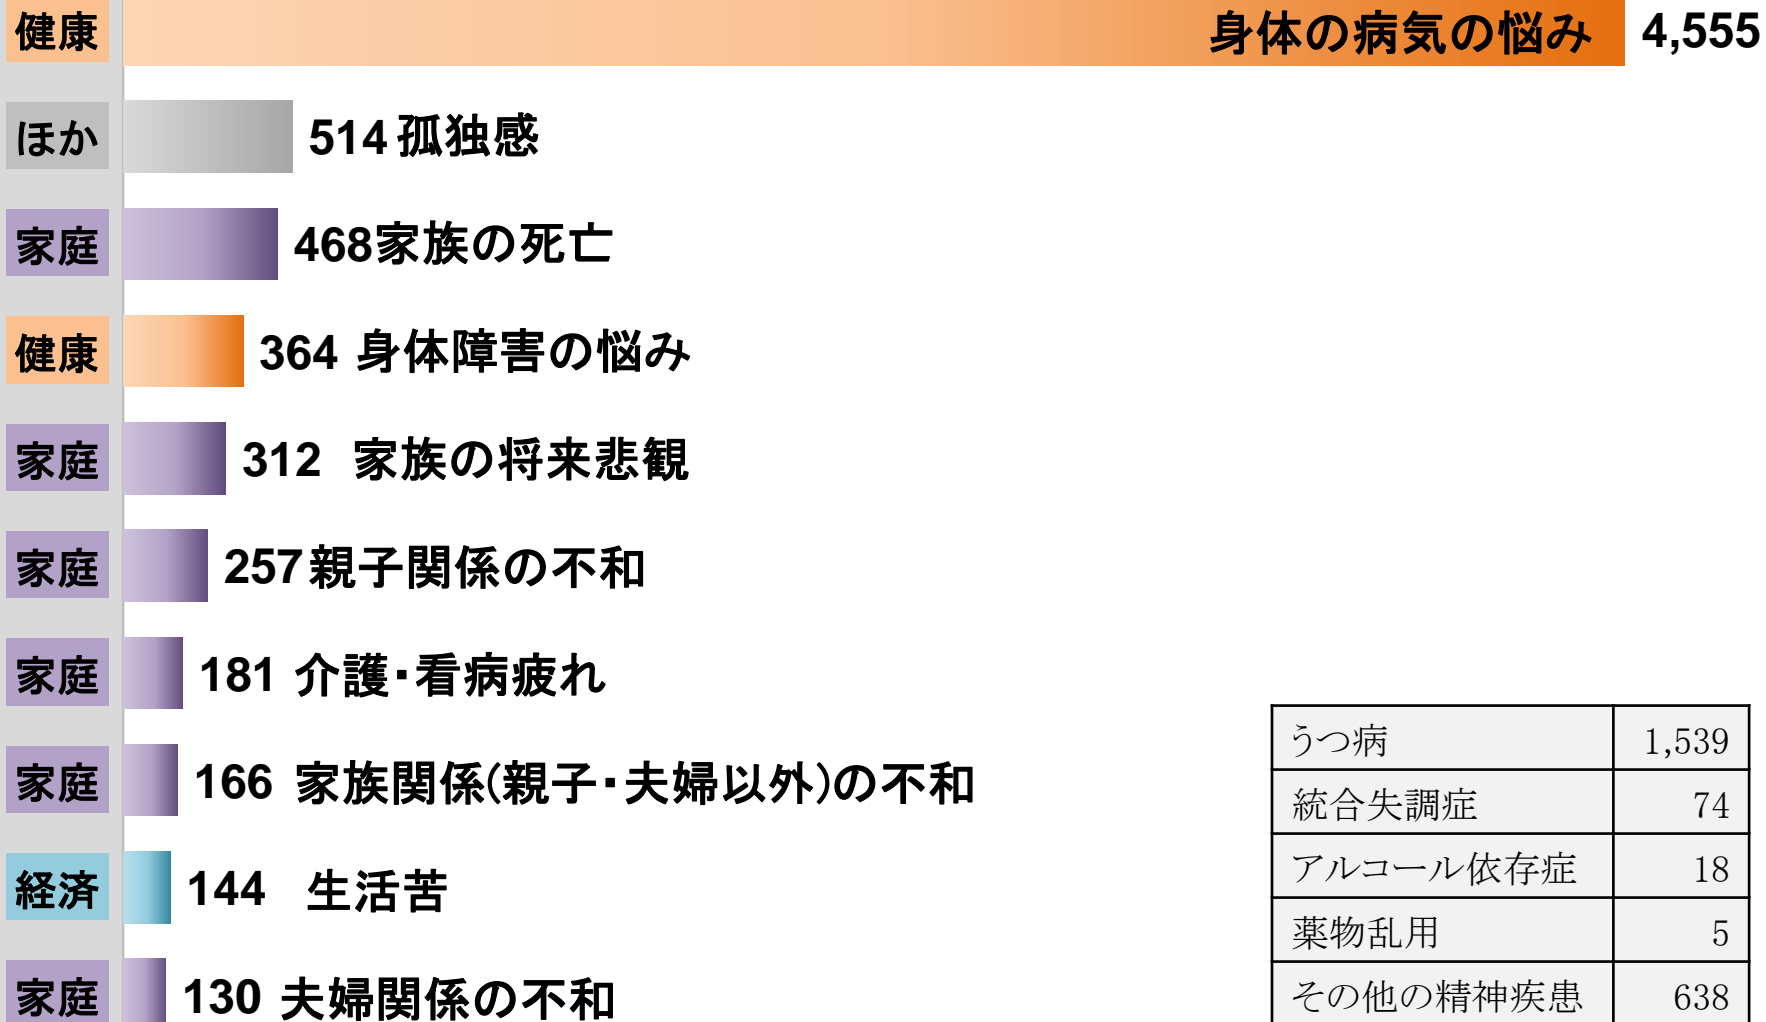 健康 身体の病気の悩み 4,555
ほか 514 孤独感
家庭 468 家族の死亡
健康 364 身体障害の悩み
家庭 312 家族の将来悲観
家庭 257 親子関係の不和
家庭 181 介護・看病疲れ
家庭 166 家族関係(親子・夫婦以外)の不和
経済 144 生活苦
家庭 130 夫婦関係の不和
うつ病 1,539
統合失調症 74
アルコール依存症 18
薬物乱用 5
その他の精神疾患 638